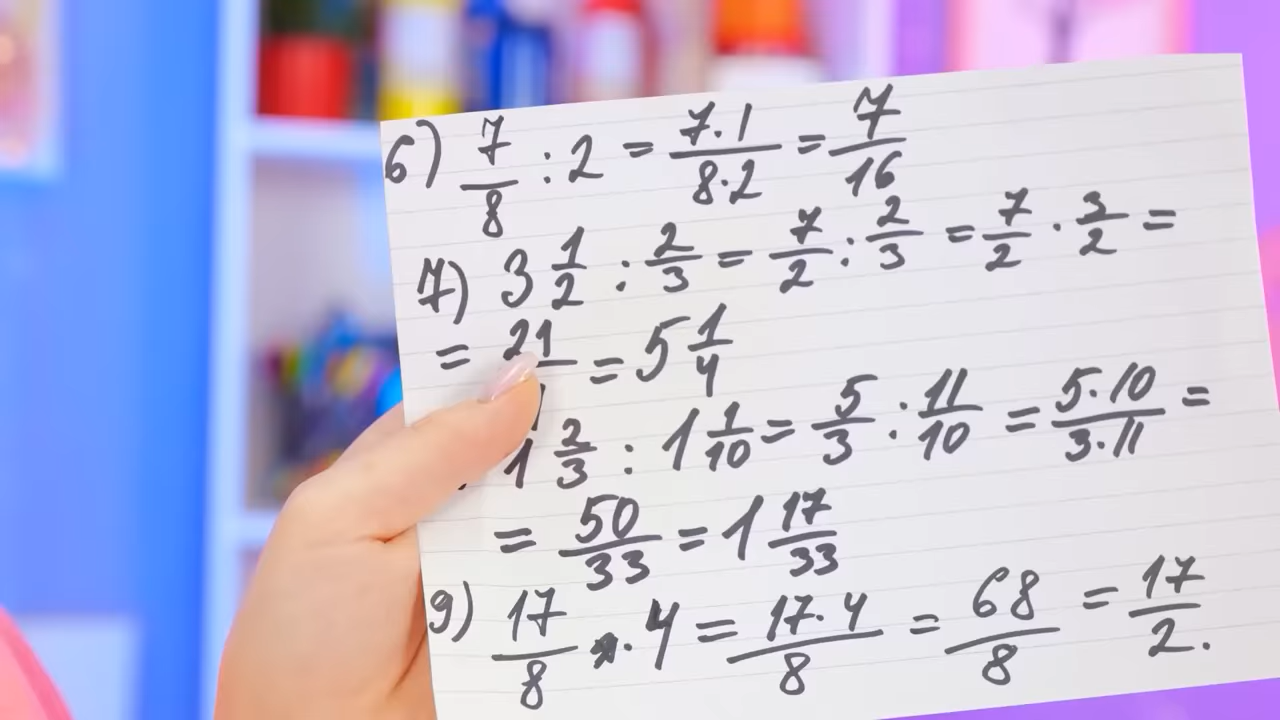 6) 7/8 : 2 = 7·1/8·2 = 7/16
7) 3 1/2 : 2/3 = 7/2 : 2/3 = 7/2 · 3/2 =
= 21/ = 5 1/4
1 2/3 : 1 1/10 = 5/3 : 11/10 = 5·10/3·11 =
= 50/33 = 1 17/33
9) 17/8 · 4 = 17·4/8 = 68/8 = 17/2.